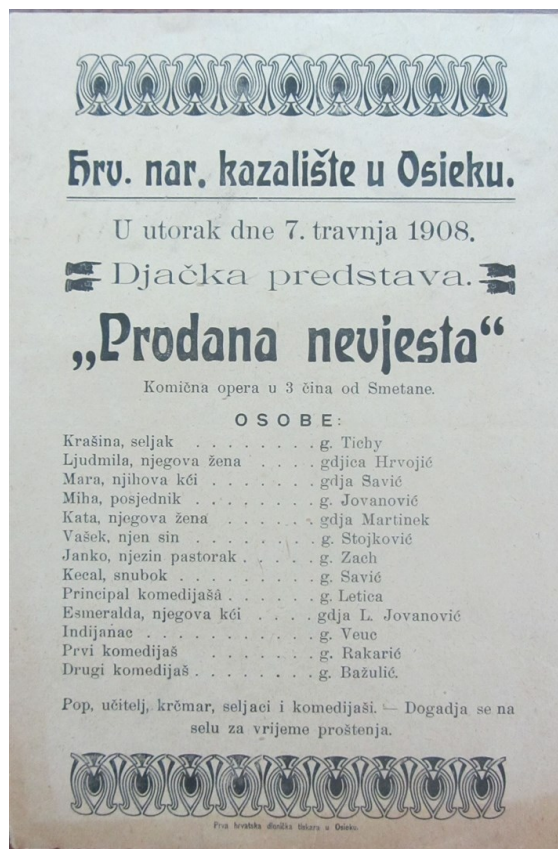 Hrv. nar. kazalište u Osieku.
U utorak dne 7. travnja 1908.
Djačka predstava.
„Prodana nevjesta“
Komična opera u 3 čina od Smetane.
OSOBE:
Krašina, seljak . . . . . . . . g. Tichy
Ljudmila, njegova žena . . . . gdjica Hrvojić
Mara, njihova kći . . . . . . . gdja Savić
Miha, posjednik . . . . . . . . g. Jovanović
Kata, njegova žena . . . . . . gdja Martinek
Vašek, njen sin . . . . . . . . g. Stojković
Janko, njezin pastorak . . . . . g. Zach
Kecal, snubok . . . . . . . . . g. Savić
Principal komedijašâ . . . . . . g. Letica
Esmeralda, njegova kći . . . . gdja L. Jovanović
Indijanac . . . . . . . . . . . g. Veuc
Prvi komedijaš . . . . . . . g. Rakarić
Drugi komedijaš . . . . . . . . g. Bažulić.
Pop, učitelj, krčmar, seljaci i komedijaši. — Dogadja se na
selu za vrijeme proštenja.
Prva hrvatska dionička tiskara u Osieku.